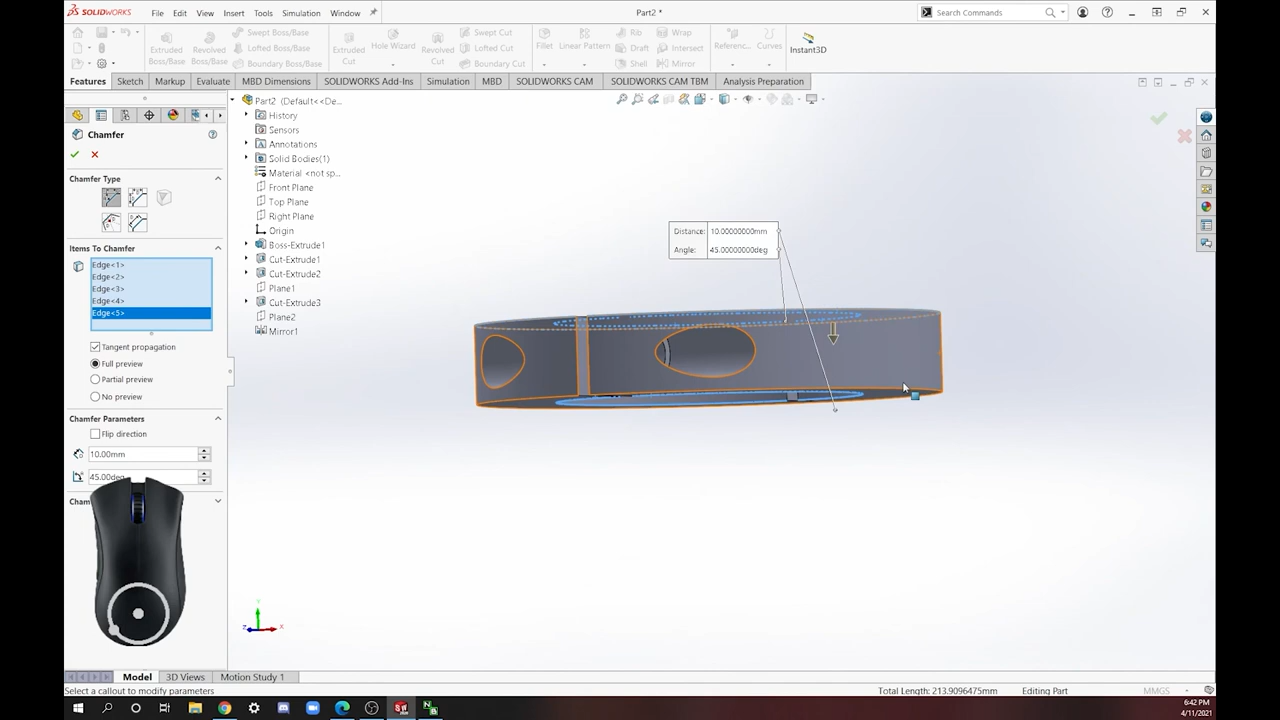 SOLIDWORKS File Edit View Insert Tools Simulation Window Part2 * Search Commands
Extruded Boss/Base Revolved Boss/Base Swept Boss/Base Lofted Boss/Base Boundary Boss/Base Extruded Cut Hole Wizard Revolved Cut Swept Cut Lofted Cut Boundary Cut Fillet Linear Pattern Rib Draft Shell Wrap Intersect Mirror Referenc... Curves Instant3D
Features Sketch Markup Evaluate MBD Dimensions SOLIDWORKS Add-Ins Simulation MBD SOLIDWORKS CAM SOLIDWORKS CAM TBM Analysis Preparation
Chamfer
Chamfer Type
Items To Chamfer
Edge<1>
Edge<2>
Edge<3>
Edge<4>
Edge<5>
Tangent propagation
Full preview
Partial preview
No preview
Chamfer Parameters
Flip direction
10.00mm
45.00deg
Cham
Part2 (Default<<De...
History
Sensors
Annotations
Solid Bodies(1)
Material <not sp...
Front Plane
Top Plane
Right Plane
Origin
Boss-Extrude1
Cut-Extrude1
Cut-Extrude2
Plane1
Cut-Extrude3
Plane2
Mirror1
Distance: 10.00000000mm
Angle: 45.00000000deg
Y
Z X
Model 3D Views Motion Study 1
Select a callout to modify parameters Total Length: 213.9096475mm Editing Part MMGS
6:42 PM
4/11/2021